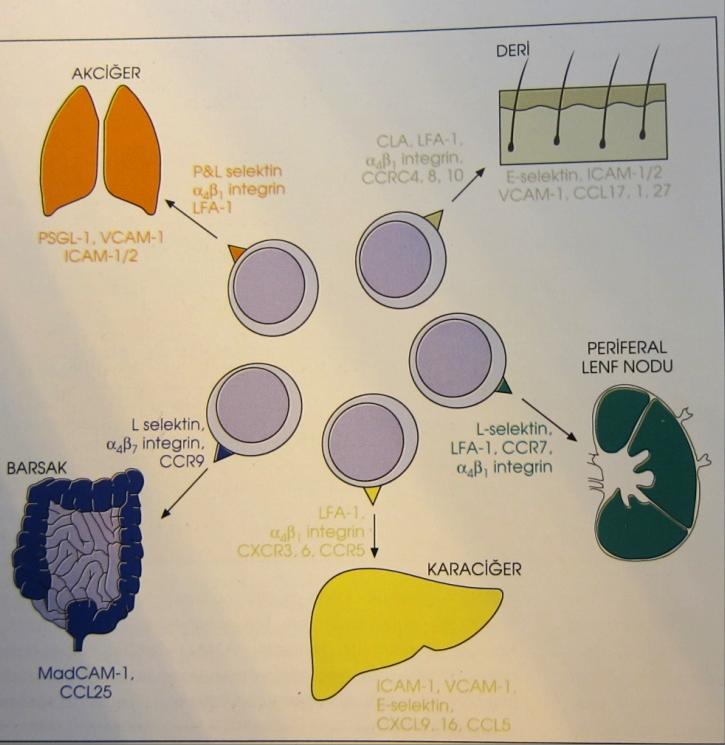 AKCİĞER
P&L selektin
α₄β₁ integrin
LFA-1
PSGL-1, VCAM-1
ICAM-1/2
DERİ
CLA, LFA-1,
α₄β₁ integrin,
CCRC4, 8, 10
E-selektin, ICAM-1/2
VCAM-1, CCL17, 1, 27
PERİFERAL
LENF NODU
L-selektin,
LFA-1, CCR7,
α₄β₁ integrin
L selektin,
α₄β₇ integrin,
CCR9
BARSAK
MadCAM-1,
CCL25
LFA-1,
α₄β₁ integrin
CXCR3, 6, CCR5
KARACİĞER
ICAM-1, VCAM-1,
E-selektin,
CXCL9, 16, CCL5